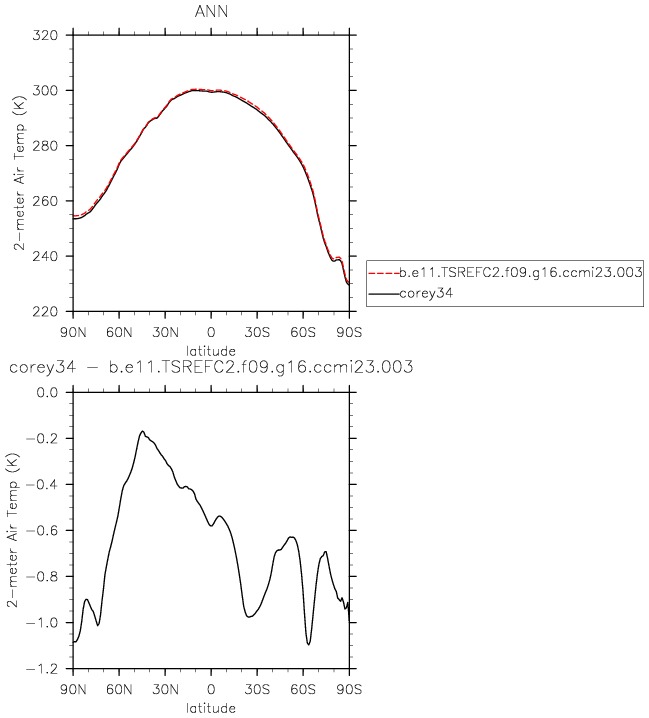 ANN
320
300
280
260
240
220
2-meter Air Temp (K)
90N 60N 30N 0 30S 60S 90S
latitude
b.e11.TSREFC2.f09.g16.ccmi23.003
corey34
corey34 - b.e11.TSREFC2.f09.g16.ccmi23.003
0.0
-0.2
-0.4
-0.6
-0.8
-1.0
-1.2
2-meter Air Temp (K)
90N 60N 30N 0 30S 60S 90S
latitude